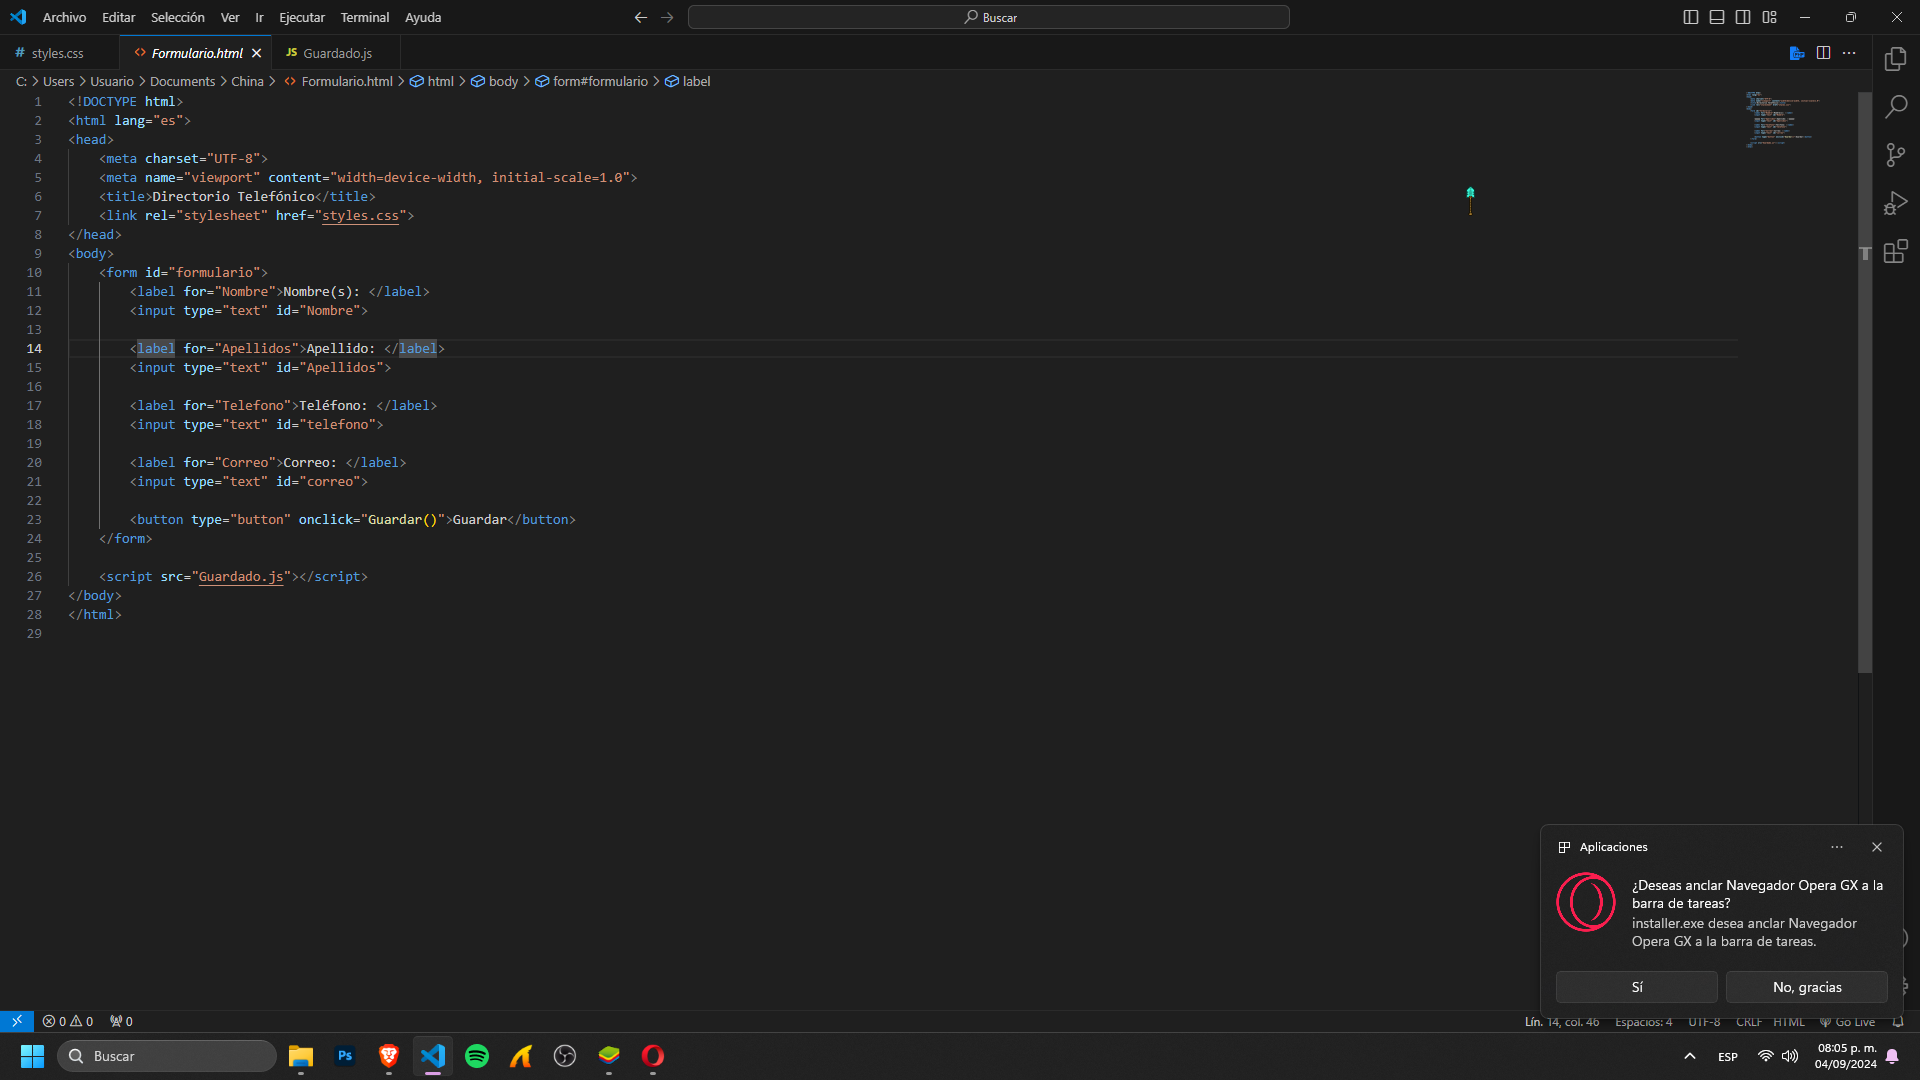 Archivo Editar Selección Ver Ir Ejecutar Terminal Ayuda Buscar
# styles.css <> Formulario.html JS Guardado.js
C: > Users > Usuario > Documents > China > <> Formulario.html > html > body > form#formulario > label
1 <!DOCTYPE html>
2 <html lang="es">
3 <head>
4 <meta charset="UTF-8">
5 <meta name="viewport" content="width=device-width, initial-scale=1.0">
6 <title>Directorio Telefónico</title>
7 <link rel="stylesheet" href="styles.css">
8 </head>
9 <body>
10 <form id="formulario">
11 <label for="Nombre">Nombre(s): </label>
12 <input type="text" id="Nombre">
13
14 <label for="Apellidos">Apellido: </label>
15 <input type="text" id="Apellidos">
16
17 <label for="Telefono">Teléfono: </label>
18 <input type="text" id="telefono">
19
20 <label for="Correo">Correo: </label>
21 <input type="text" id="correo">
22
23 <button type="button" onclick="Guardar()">Guardar</button>
24 </form>
25
26 <script src="Guardado.js"></script>
27 </body>
28 </html>
29
Aplicaciones
¿Deseas anclar Navegador Opera GX a la
barra de tareas?
installer.exe desea anclar Navegador
Opera GX a la barra de tareas.
Sí No, gracias
0 0 0 Lín. 14, col. 46 Espacios: 4 UTF-8 CRLF HTML Go Live
Buscar Ps ESP 08:05 p. m.
04/09/2024